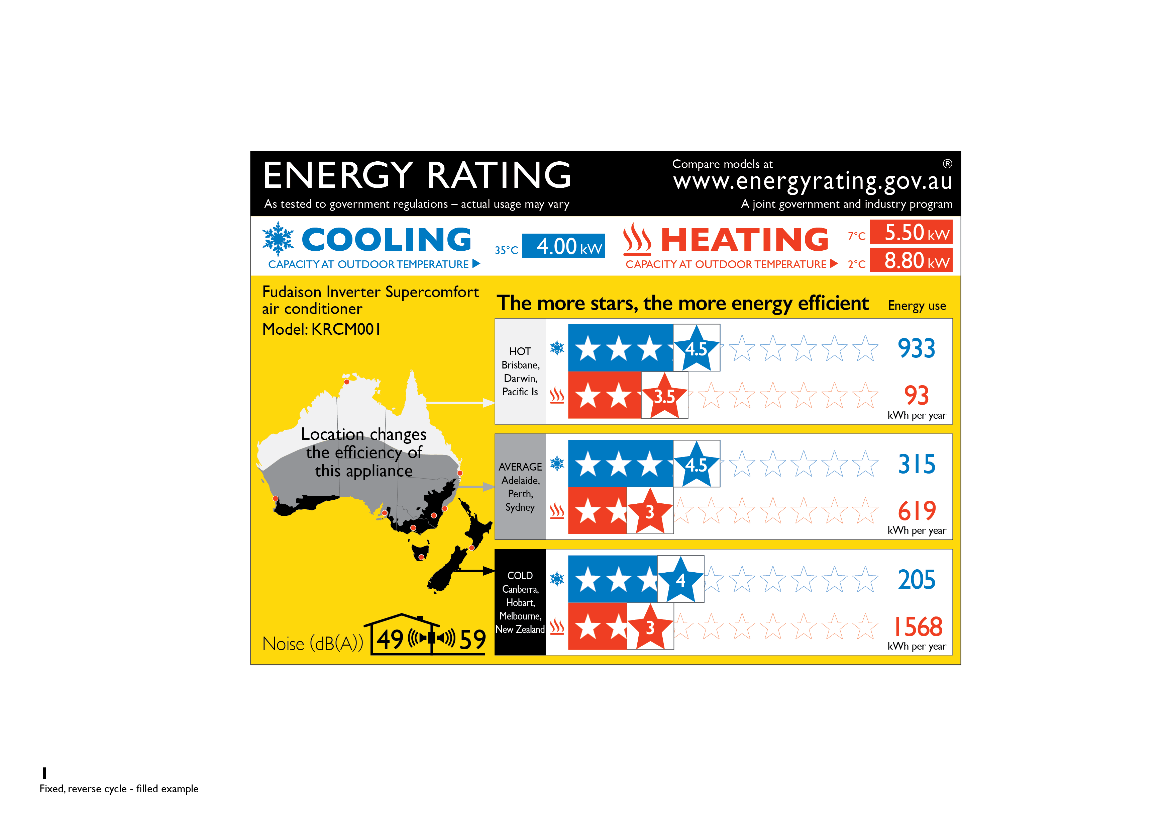 ENERGY RATING
As tested to government regulations – actual usage may vary
Compare models at
®
www.energyrating.gov.au
A joint government and industry program
COOLING
CAPACITY AT OUTDOOR TEMPERATURE
35°C 4.00 kW
HEATING
CAPACITY AT OUTDOOR TEMPERATURE
7°C 5.50 kW
2°C 8.80 kW
Fudaison Inverter Supercomfort
air conditioner
Model: KRCM001
Location changes
the efficiency of
this appliance
Noise (dB(A)) 49 59
The more stars, the more energy efficient Energy use
HOT
Brisbane,
Darwin,
Pacific Is
4.5 933
3.5 93
kWh per year
AVERAGE
Adelaide,
Perth,
Sydney
4.5 315
3 619
kWh per year
COLD
Canberra,
Hobart,
Melbourne,
New Zealand
4 205
3 1568
kWh per year
1
Fixed, reverse cycle - filled example